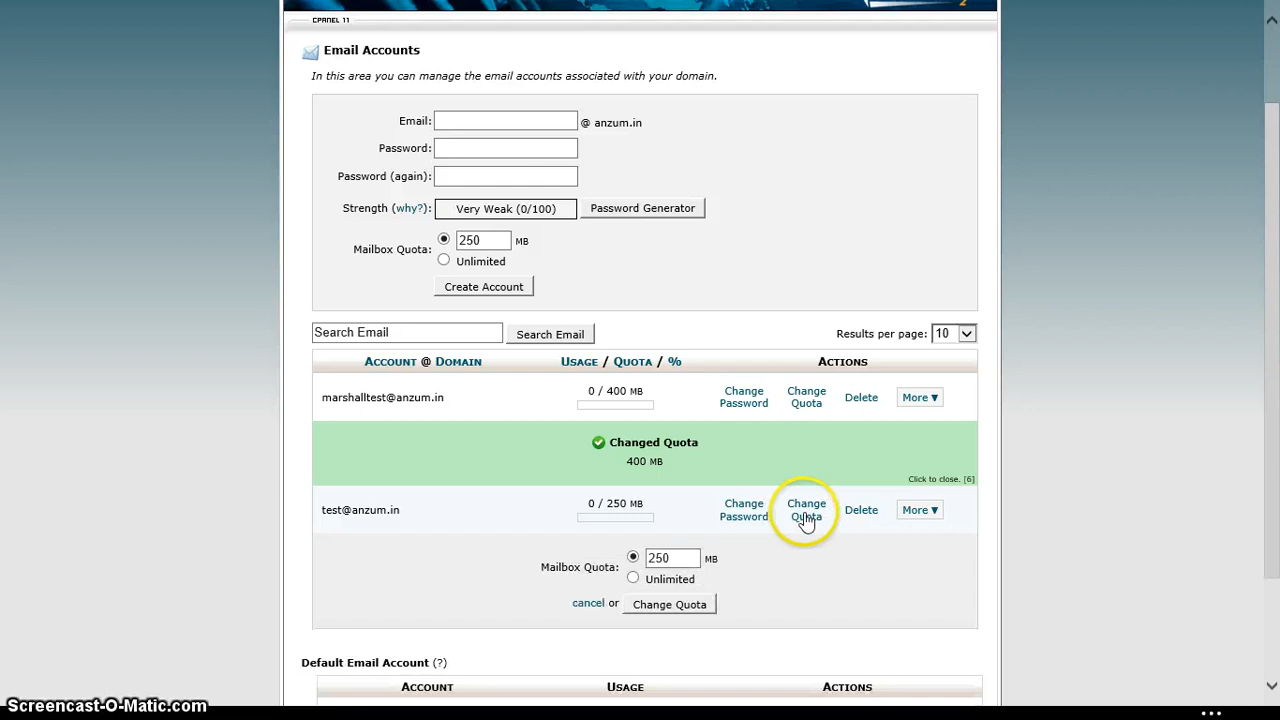 CPANEL 11
Email Accounts
In this area you can manage the email accounts associated with your domain.
Email: @ anzum.in
Password:
Password (again):
Strength (why?): Very Weak (0/100) Password Generator
Mailbox Quota: 250 MB
Unlimited
Create Account
Search Email Search Email Results per page: 10
ACCOUNT @ DOMAIN USAGE / QUOTA / % ACTIONS
marshalltest@anzum.in 0 / 400 MB Change Password Change Quota Delete More ▼
Changed Quota
400 MB
Click to close. [6]
test@anzum.in 0 / 250 MB Change Password Change Quota Delete More ▼
Mailbox Quota: 250 MB
Unlimited
cancel or Change Quota
Default Email Account (?)
ACCOUNT USAGE ACTIONS
Screencast-O-Matic.com